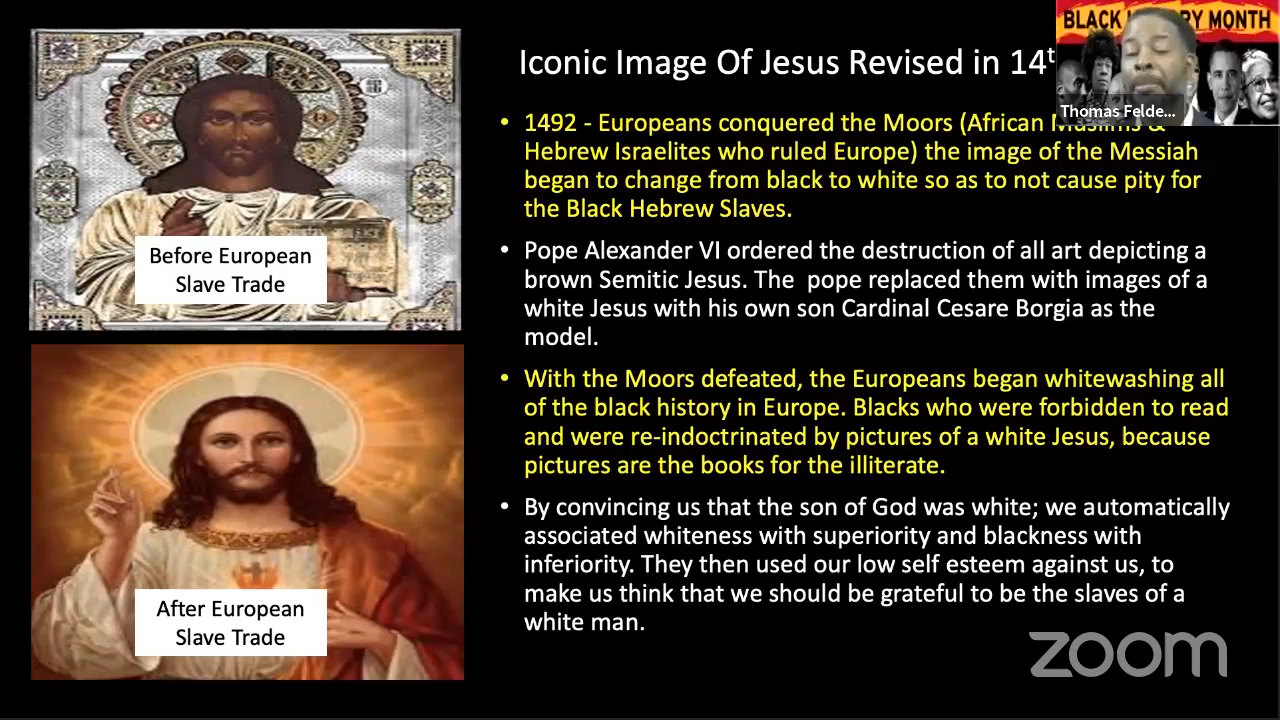 Iconic Image Of Jesus Revised in 14t
BLACK H RY MONTH
Thomas Felde...
• 1492 - Europeans conquered the Moors (African Muslims &
Hebrew Israelites who ruled Europe) the image of the Messiah
began to change from black to white so as to not cause pity for
the Black Hebrew Slaves.
• Pope Alexander VI ordered the destruction of all art depicting a
brown Semitic Jesus. The  pope replaced them with images of a
white Jesus with his own son Cardinal Cesare Borgia as the
model.
• With the Moors defeated, the Europeans began whitewashing all
of the black history in Europe. Blacks who were forbidden to read
and were re-indoctrinated by pictures of a white Jesus, because
pictures are the books for the illiterate.
• By convincing us that the son of God was white; we automatically
associated whiteness with superiority and blackness with
inferiority. They then used our low self esteem against us, to
make us think that we should be grateful to be the slaves of a
white man.
Before European
Slave Trade
After European
Slave Trade
zoom